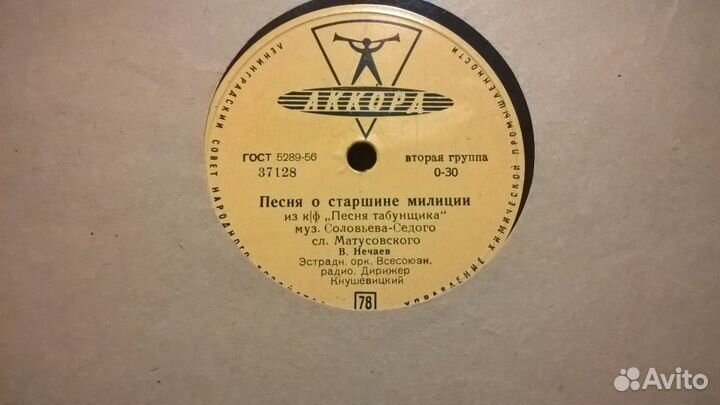 ЛЕНИНГРАДСКИЙ СОВЕТ НАРОДНОГО
УПРАВЛЕНИЕ ХИМИЧЕСКОЙ ПРОМЫШЛЕННОСТИ
АККОРД
ГОСТ 5289-56
вторая группа
37128
0-30
Песня о старшине милиции
из к|ф „Песня табунщика“
муз. Соловьева-Седого
сл. Матусовского
В. Нечаев
Эстрадн. орк. Всесоюзн.
радио. Дирижер
Кнушевицкий
78
Avito